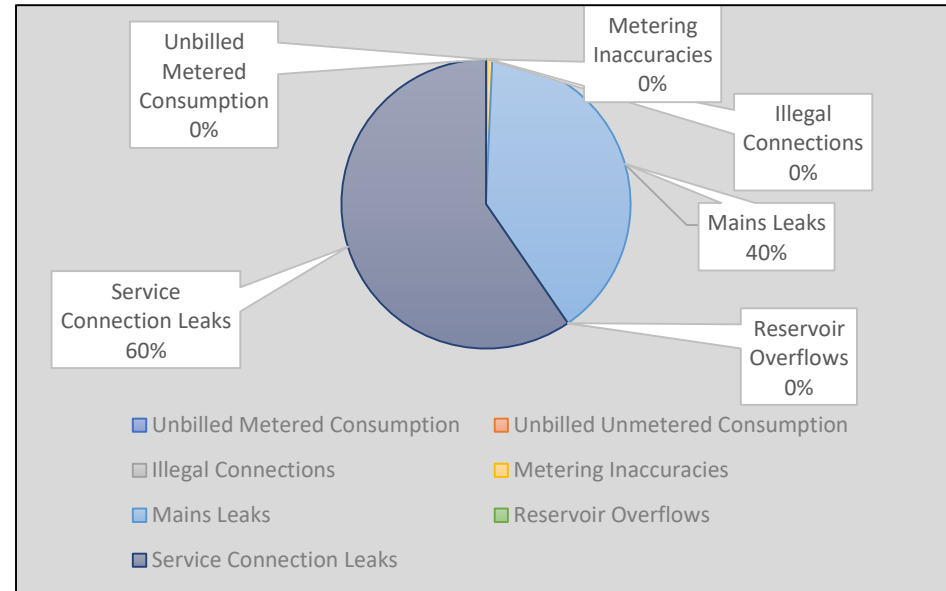 Unbilled
Metered
Consumption
0%
Metering
Inaccuracies
0%
Illegal
Connections
0%
Mains Leaks
40%
Service
Connection Leaks
60%
Reservoir
Overflows
0%
Unbilled Metered Consumption
Unbilled Unmetered Consumption
Illegal Connections
Metering Inaccuracies
Mains Leaks
Reservoir Overflows
Service Connection Leaks